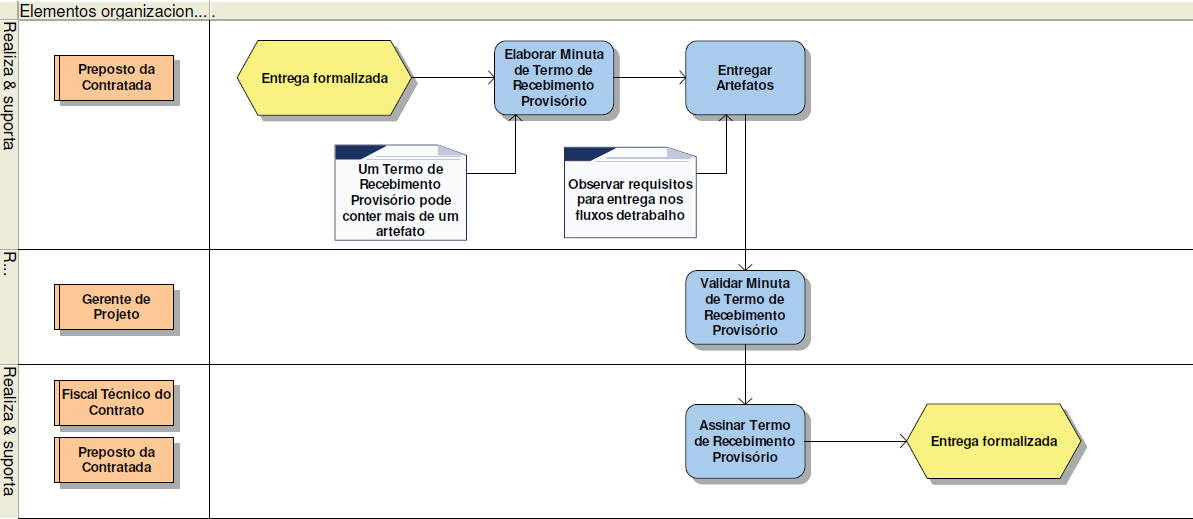 Elementos organizacion... .
Realiza & suporta
Preposto da
Contratada
Entrega formalizada
Elaborar Minuta
de Termo de
Recebimento
Provisório
Entregar
Artefatos
Um Termo de
Recebimento
Provisório pode
conter mais de um
artefato
Observar requisitos
para entrega nos
fluxos detrabalho
R...
Gerente de
Projeto
Validar Minuta
de Termo de
Recebimento
Provisório
Realiza & suporta
Fiscal Técnico do
Contrato
Preposto da
Contratada
Assinar Termo
de Recebimento
Provisório
Entrega formalizada